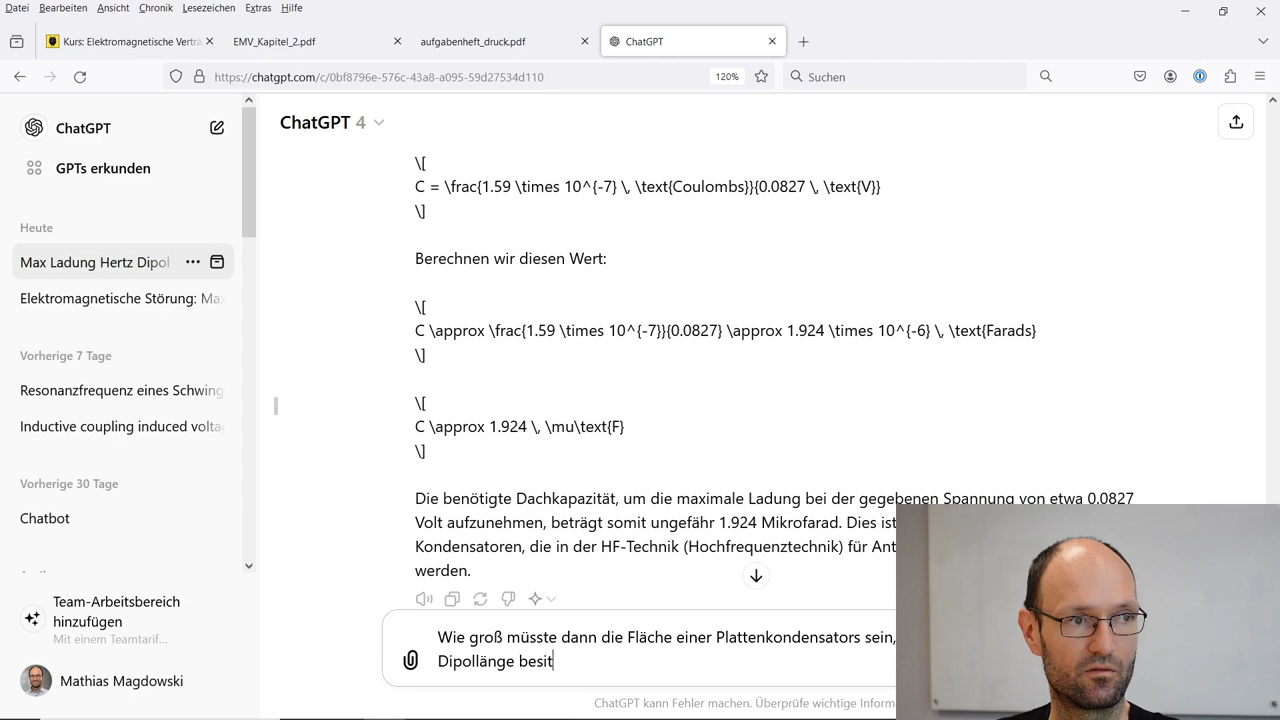 Datei Bearbeiten Ansicht Chronik Lesezeichen Extras Hilfe
Kurs: Elektromagnetische Verträ
EMV_Kapitel_2.pdf
aufgabenheft_druck.pdf
ChatGPT
https://chatgpt.com/c/0bf8796e-576c-43a8-a095-59d27534d110
120%
Suchen
ChatGPT
GPTs erkunden
Heute
Max Ladung Hertz Dipol
Elektromagnetische Störung: Max
Vorherige 7 Tage
Resonanzfrequenz eines Schwing
Inductive coupling induced volta
Vorherige 30 Tage
Chatbot
Team-Arbeitsbereich
hinzufügen
Mit einem Teamtarif...
Mathias Magdowski
ChatGPT 4
\[
C = \frac{1.59 \times 10^{-7} \, \text{Coulombs}}{0.0827 \, \text{V}}
\]
Berechnen wir diesen Wert:
\[
C \approx \frac{1.59 \times 10^{-7}}{0.0827} \approx 1.924 \times 10^{-6} \, \text{Farads}
\]
\[
C \approx 1.924 \, \mu\text{F}
\]
Die benötigte Dachkapazität, um die maximale Ladung bei der gegebenen Spannung von etwa 0.0827
Volt aufzunehmen, beträgt somit ungefähr 1.924 Mikrofarad. Dies ist
Kondensatoren, die in der HF-Technik (Hochfrequenztechnik) für Ant
werden.
Wie groß müsste dann die Fläche einer Plattenkondensators sein,
Dipollänge besit
ChatGPT kann Fehler machen. Überprüfe wichtige Inform